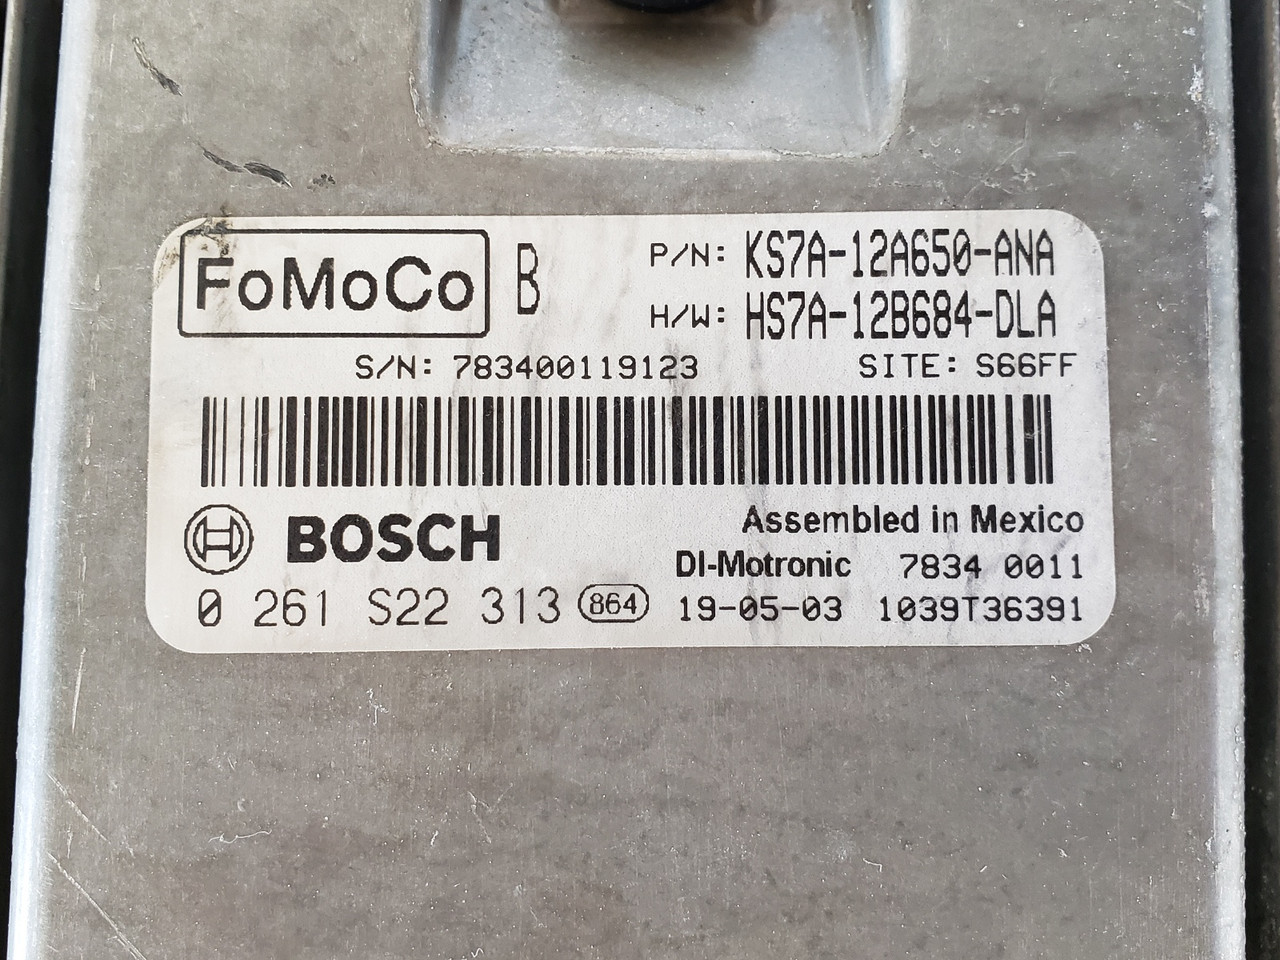 FoMoCo B P/N: KS7A-12A650-ANA
H/W: HS7A-12B684-DLA
S/N: 783400119123 SITE: S66FF
BOSCH Assembled in Mexico
DI-Motronic 7834 0011
0 261 S22 313 864 19-05-03 1039T36391